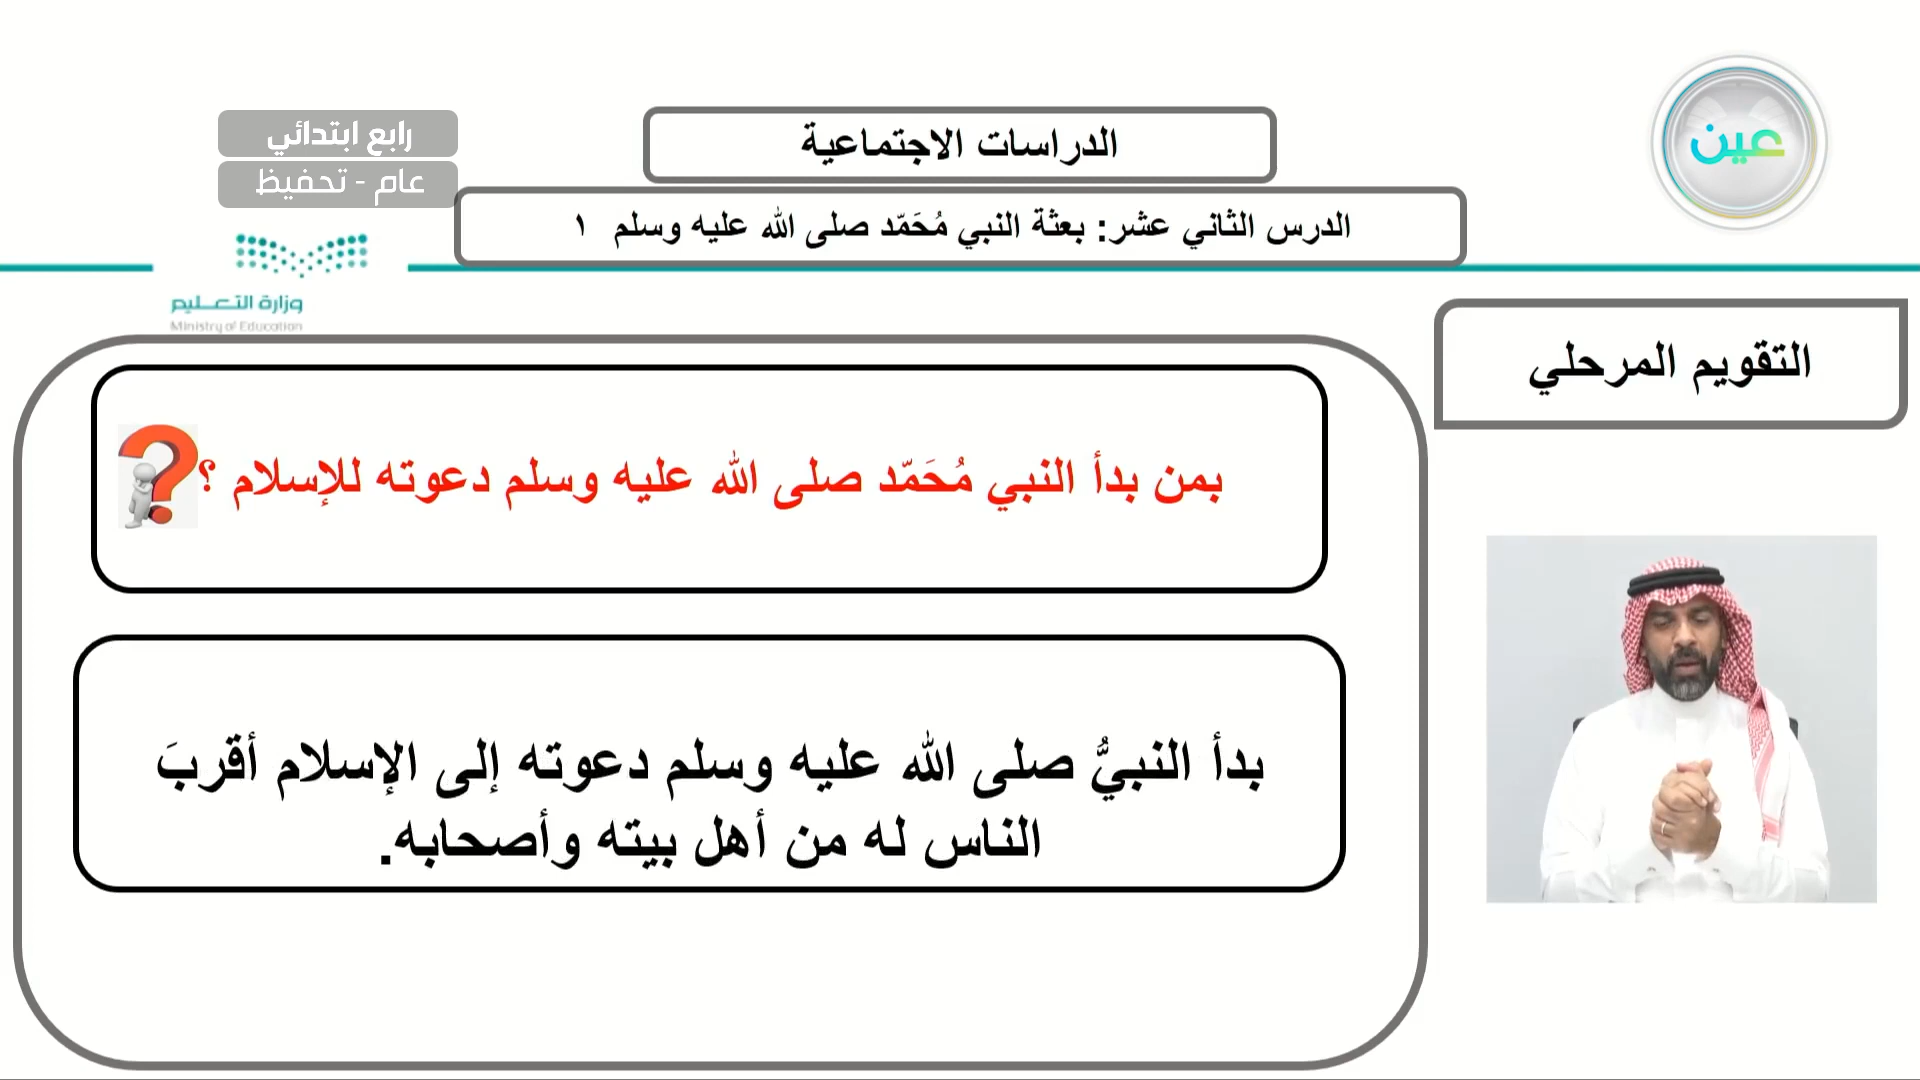 عين
رابع ابتدائي
عام - تحفيظ
الدراسات الاجتماعية
الدرس الثاني عشر: بعثة النبي مُحَمّد صلى الله عليه وسلم ١
وزارة التعليم
Ministry of Education
التقويم المرحلي
بمن بدأ النبي مُحَمّد صلى الله عليه وسلم دعوته للإسلام ؟
بدأ النبيُّ صلى الله عليه وسلم دعوته إلى الإسلام أقربَ
الناس له من أهل بيته وأصحابه.